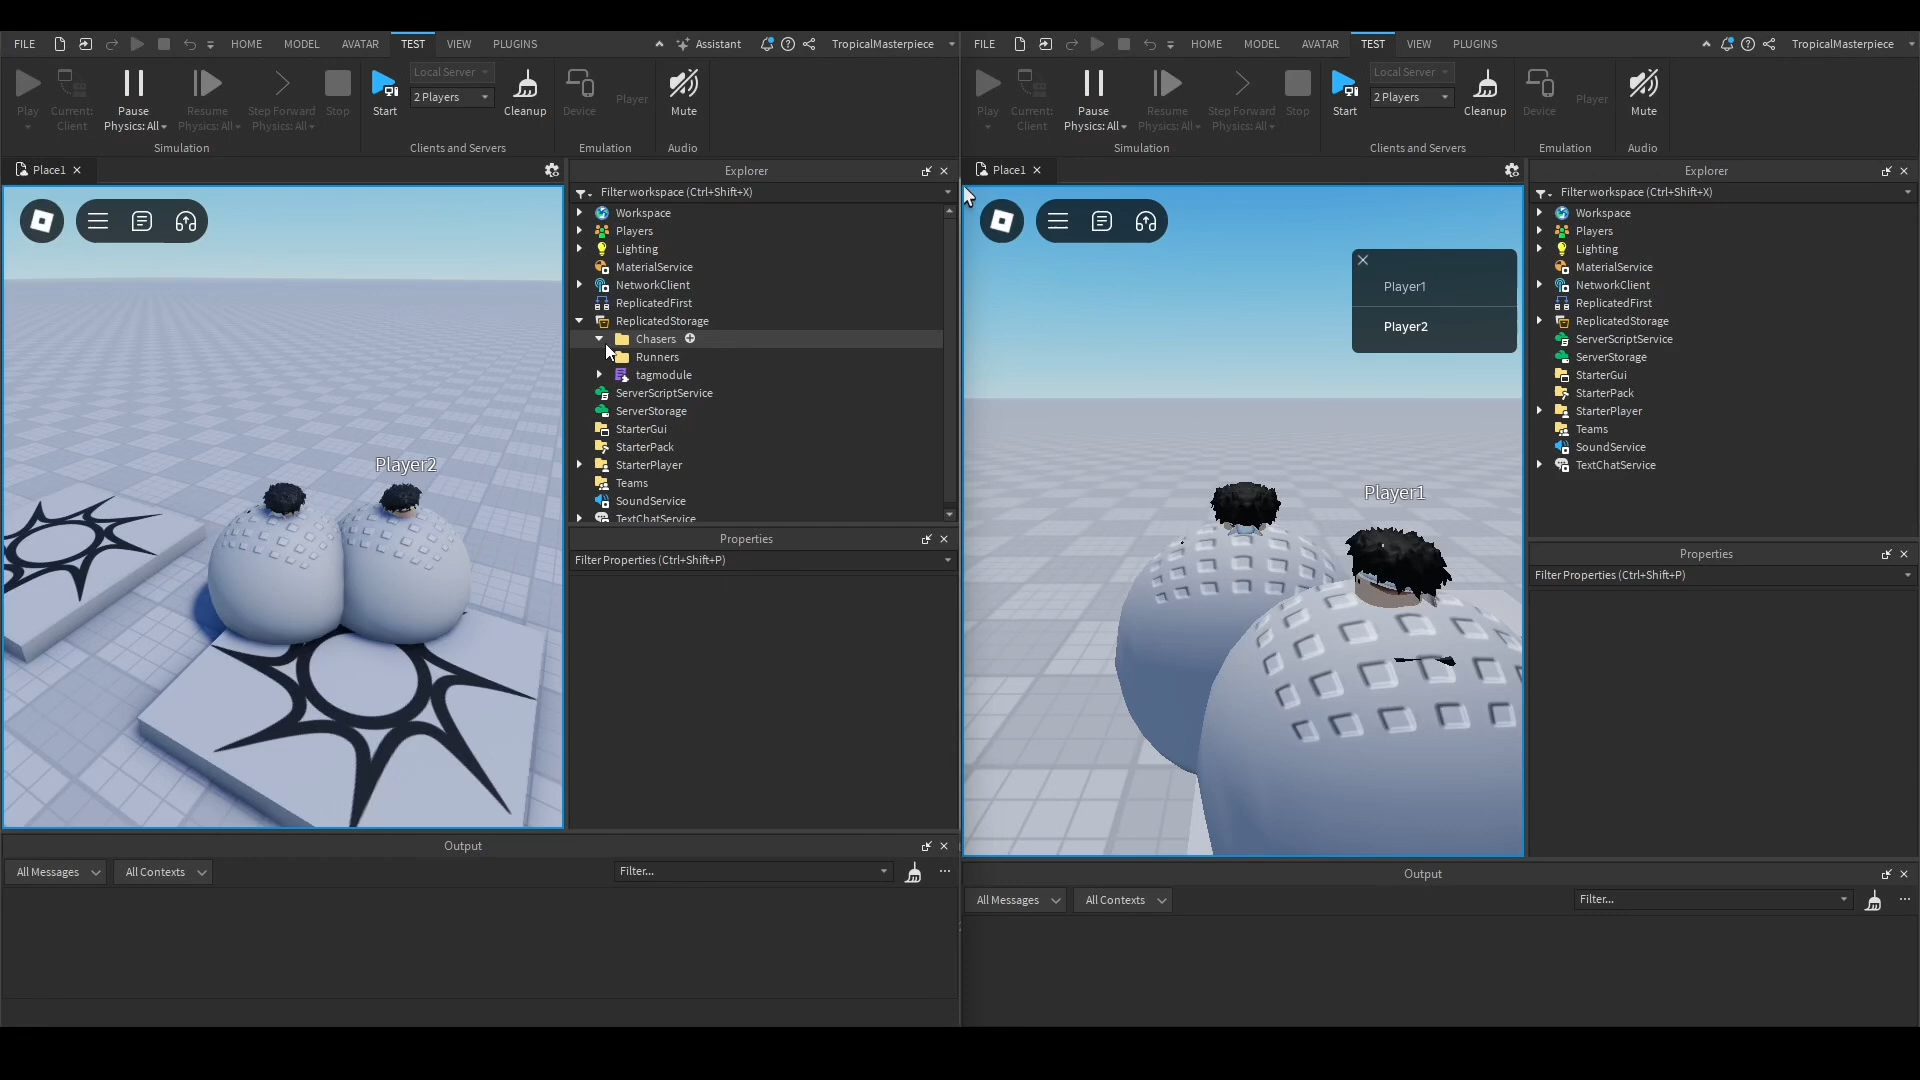 FILE HOME MODEL AVATAR TEST VIEW PLUGINS Assistant TropicalMasterpiece
Play Current: Client Pause Physics: All Resume Physics: All Step Forward Physics: All Stop Start Local Server 2 Players Cleanup Device Player Mute
Simulation Clients and Servers Emulation Audio
Place1
Explorer
Filter workspace (Ctrl+Shift+X)
Workspace
Players
Lighting
MaterialService
NetworkClient
ReplicatedFirst
ReplicatedStorage
Chasers
Runners
tagmodule
ServerScriptService
ServerStorage
StarterGui
StarterPack
StarterPlayer
Teams
SoundService
TextChatService
Player2
Properties
Filter Properties (Ctrl+Shift+P)
Output
All Messages All Contexts Filter...
FILE HOME MODEL AVATAR TEST VIEW PLUGINS TropicalMasterpiece
Play Current: Client Pause Physics: All Resume Physics: All Step Forward Physics: All Stop Start Local Server 2 Players Cleanup Device Player Mute
Simulation Clients and Servers Emulation Audio
Place1
Player1
Player2
Player1
Explorer
Filter workspace (Ctrl+Shift+X)
Workspace
Players
Lighting
MaterialService
NetworkClient
ReplicatedFirst
ReplicatedStorage
ServerScriptService
ServerStorage
StarterGui
StarterPack
StarterPlayer
Teams
SoundService
TextChatService
Properties
Filter Properties (Ctrl+Shift+P)
Output
All Messages All Contexts Filter...